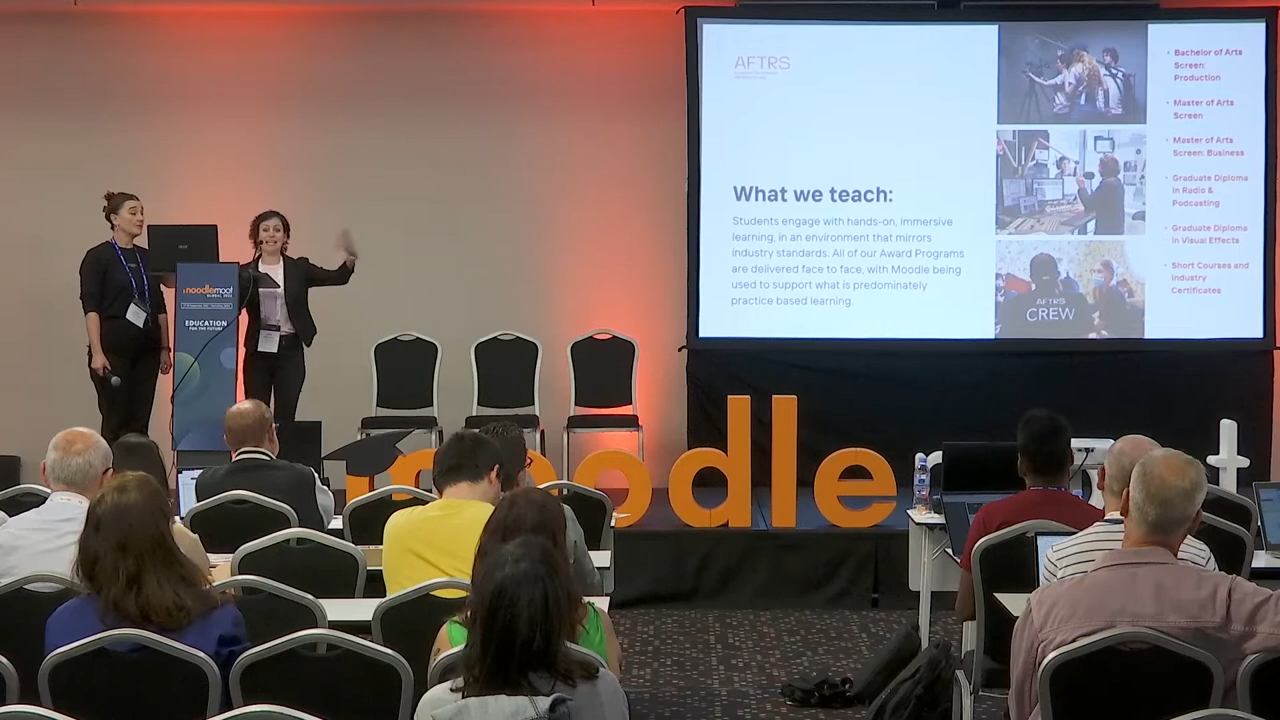 AFTRS
What we teach:
Students engage with hands-on, immersive
learning, in an environment that mirrors
industry standards. All of our Award Programs
are delivered face to face, with Moodle being
used to support what is predominately
practice based learning.
AFTRS
CREW
• Bachelor of Arts
Screen:
Production
• Master of Arts
Screen
• Master of Arts
Screen: Business
• Graduate Diploma
in Radio &
Podcasting
• Graduate Diploma
in Visual Effects
• Short Courses and
Industry
Certificates
moodlemoot
GLOBAL 2022
EDUCATION
FOR THE FUTURE
moodle
t